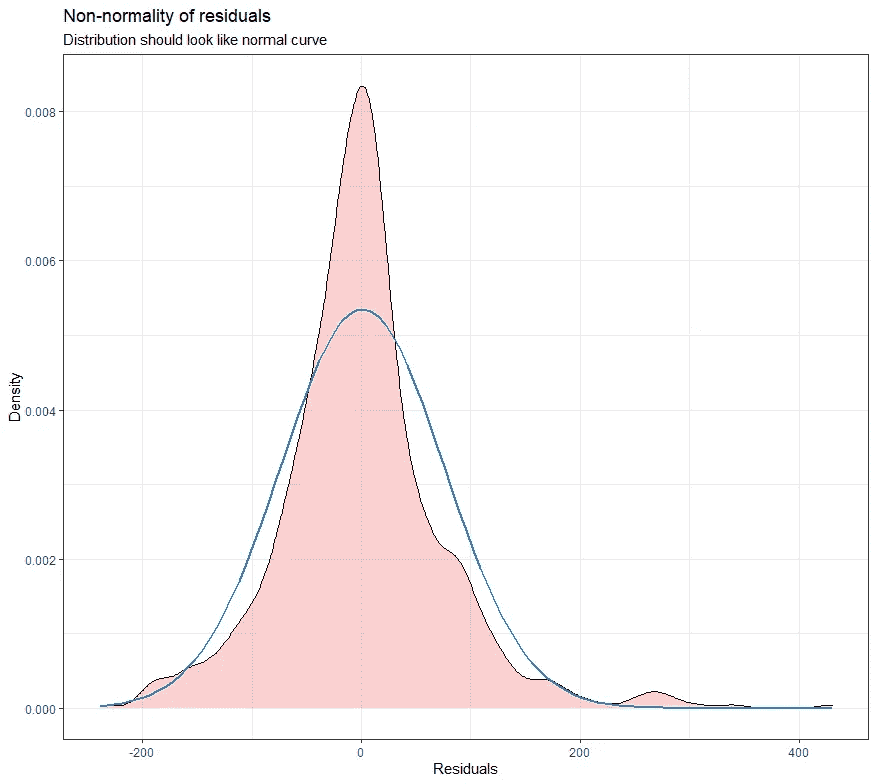 Non-normality of residuals
Distribution should look like normal curve
0.008
0.006
0.004
0.002
0.000
Density
-200 0 200 400
Residuals